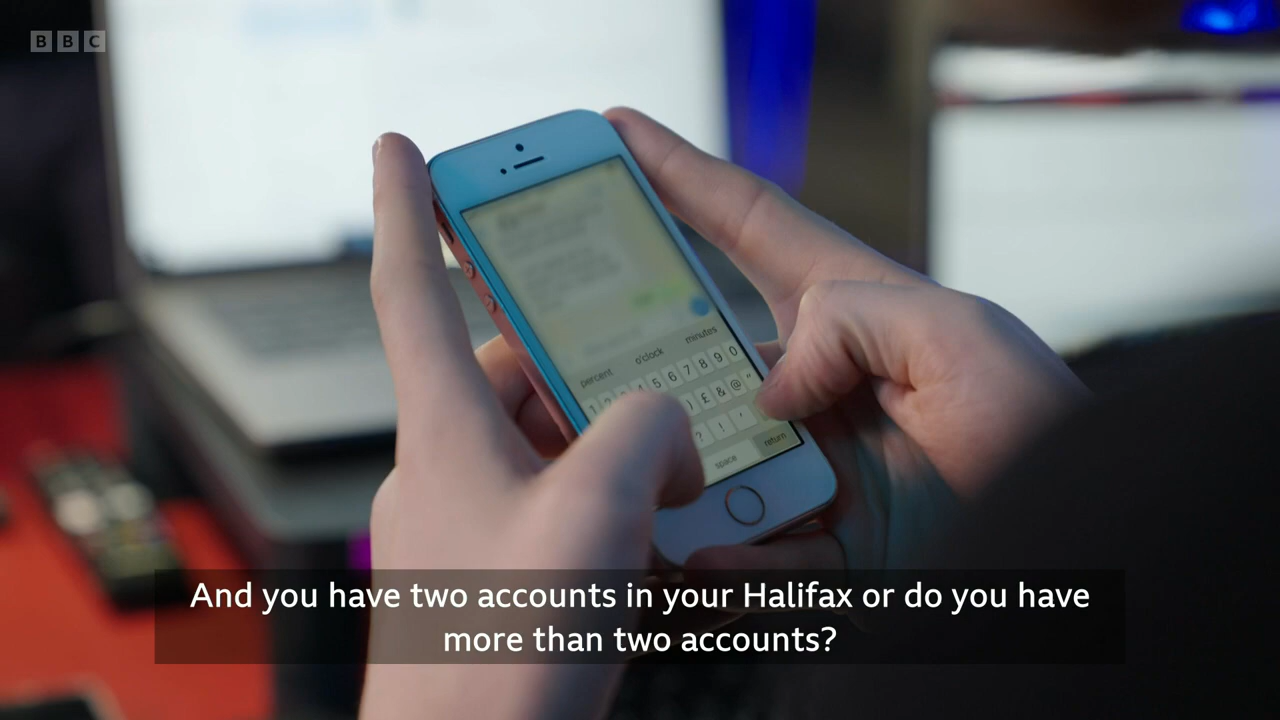 BBC
percent o'clock minutes
4 5 6 7 8 9 0
) £ & @ "
? ! '
space return
And you have two accounts in your Halifax or do you have
more than two accounts?